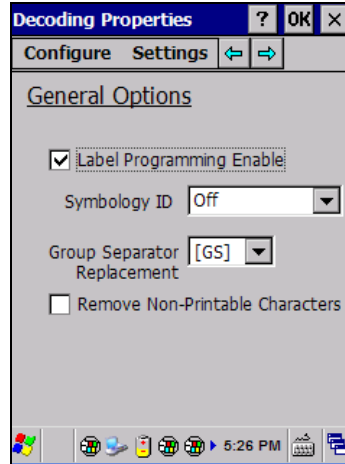 Decoding Properties ? OK ×
Configure Settings
General Options
Label Programming Enable
Symbology ID Off
Group Separator [GS]
Replacement
Remove Non-Printable Characters
5:26 PM